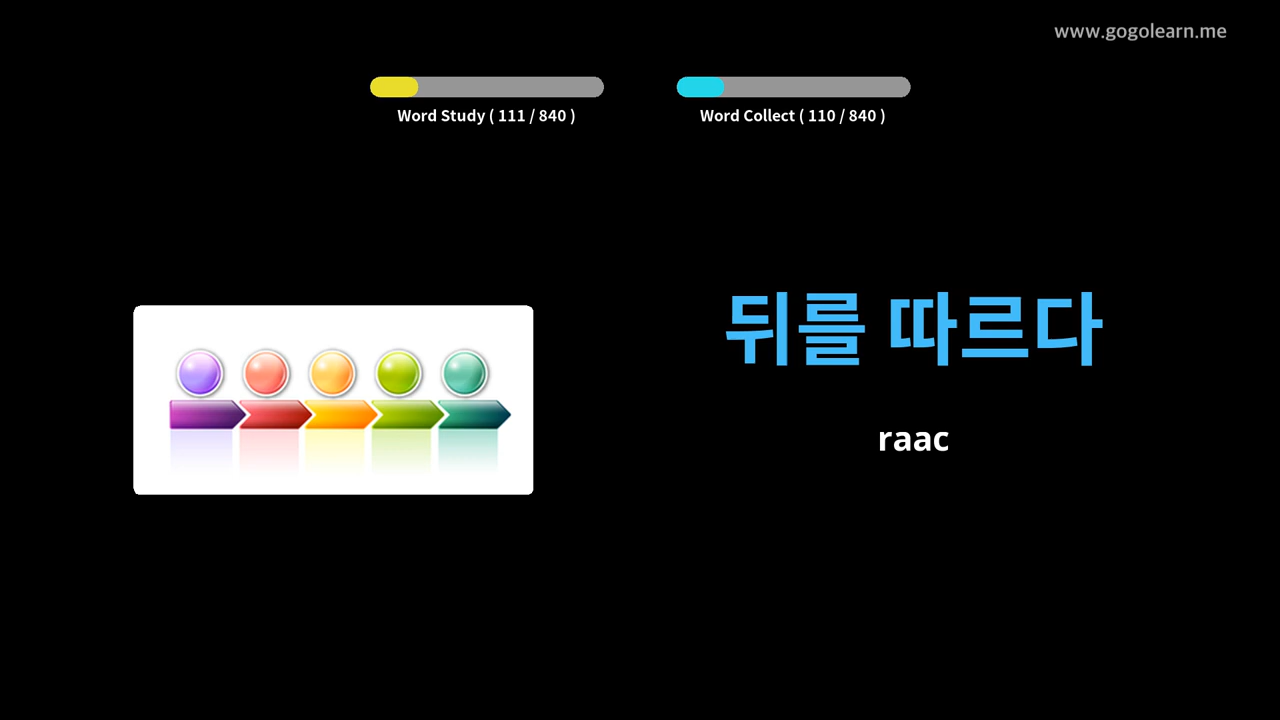 www.gogolearn.me
Word Study ( 111 / 840 )
Word Collect ( 110 / 840 )
뒤를 따르다
raac